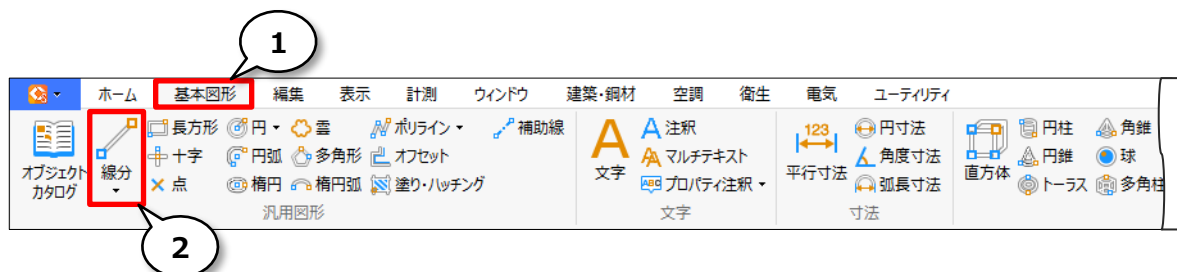 1
ホーム 基本図形 編集 表示 計測 ウィンドウ 建築・鋼材 空調 衛生 電気 ユーティリティ
オブジェクト
カタログ
線分
長方形 円 雲 ポリライン 補助線
十字 円弧 多角形 オフセット
点 楕円 楕円弧 塗り・ハッチング
汎用図形
A
文字
A 注釈
AA マルチテキスト
ABC プロパティ注釈
文字
123
平行寸法
円寸法
角度寸法
弧長寸法
寸法
直方体
円柱 角錐
円錐 球
トーラス 多角柱
2